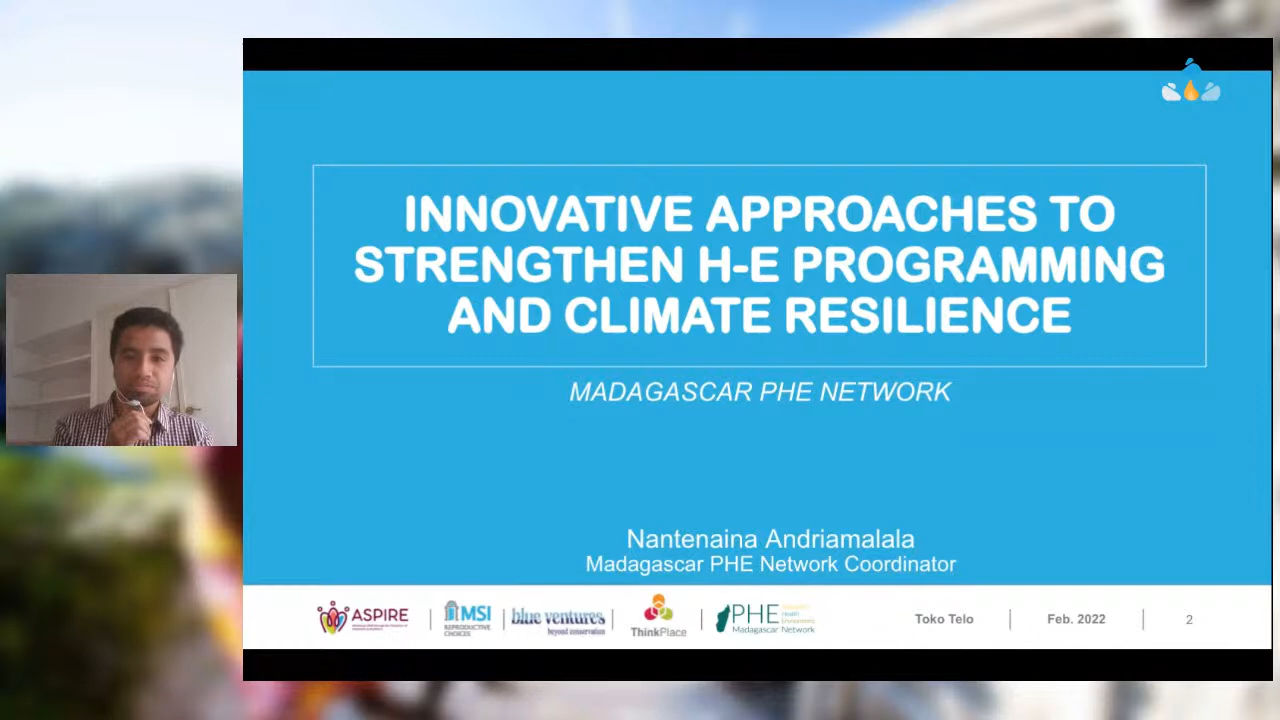 INNOVATIVE APPROACHES TO
STRENGTHEN H-E PROGRAMMING
AND CLIMATE RESILIENCE
MADAGASCAR PHE NETWORK
Nantenaina Andriamalala
Madagascar PHE Network Coordinator
ASPIRE
MSI
REPRODUCTIVE
CHOICES
blue ventures
beyond conservation
ThinkPlace
PHE
Madagascar Network
Toko Telo
Feb. 2022
2